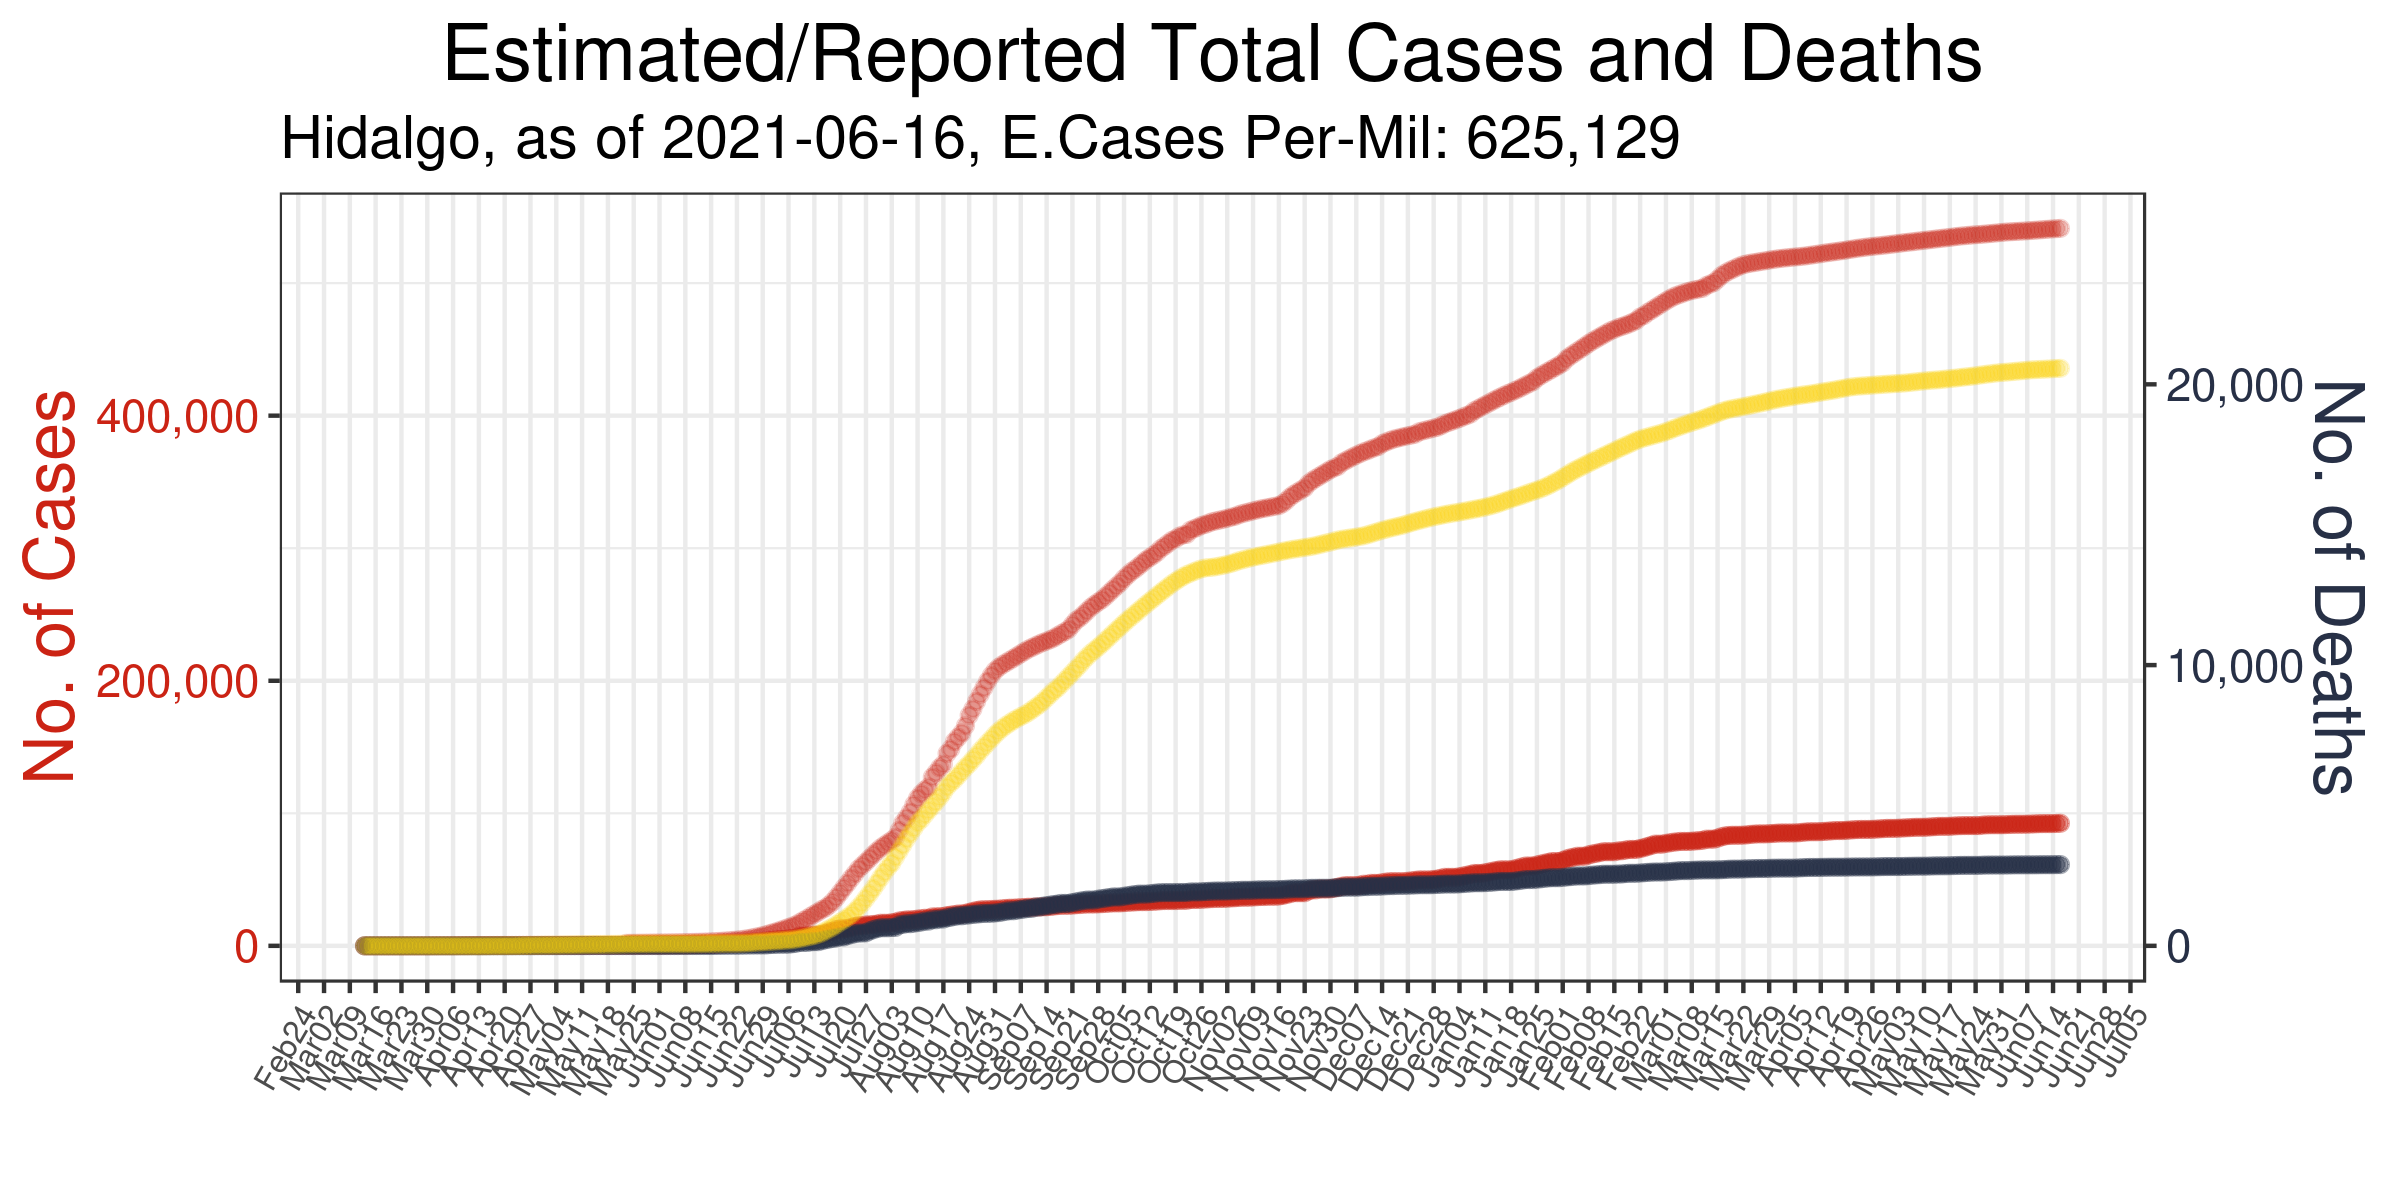 Estimated/Reported Total Cases and Deaths
Hidalgo, as of 2021-06-16, E.Cases Per-Mil: 625,129
No. of Cases
400,000
200,000
0
20,000
10,000
0
No. of Deaths
Feb24
Mar02
Mar09
Mar16
Mar23
Mar30
Apr06
Apr13
Apr20
Apr27
May04
May11
May18
May25
Jun01
Jun08
Jun15
Jun22
Jun29
Jul06
Jul13
Jul20
Jul27
Aug03
Aug10
Aug17
Aug24
Aug31
Sep07
Sep14
Sep21
Sep28
Oct05
Oct12
Oct19
Oct26
Nov02
Nov09
Nov16
Nov23
Nov30
Dec07
Dec14
Dec21
Dec28
Jan04
Jan11
Jan18
Jan25
Feb01
Feb08
Feb15
Feb22
Mar01
Mar08
Mar15
Mar22
Mar29
Apr05
Apr12
Apr19
Apr26
May03
May10
May17
May24
May31
Jun07
Jun14
Jun21
Jun28
Jul05